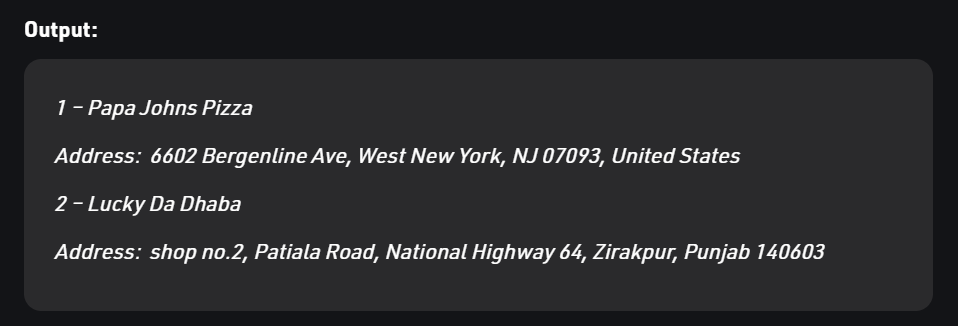 Output:
1 – Papa Johns Pizza
Address:  6602 Bergenline Ave, West New York, NJ 07093, United States
2 – Lucky Da Dhaba
Address:  shop no.2, Patiala Road, National Highway 64, Zirakpur, Punjab 140603